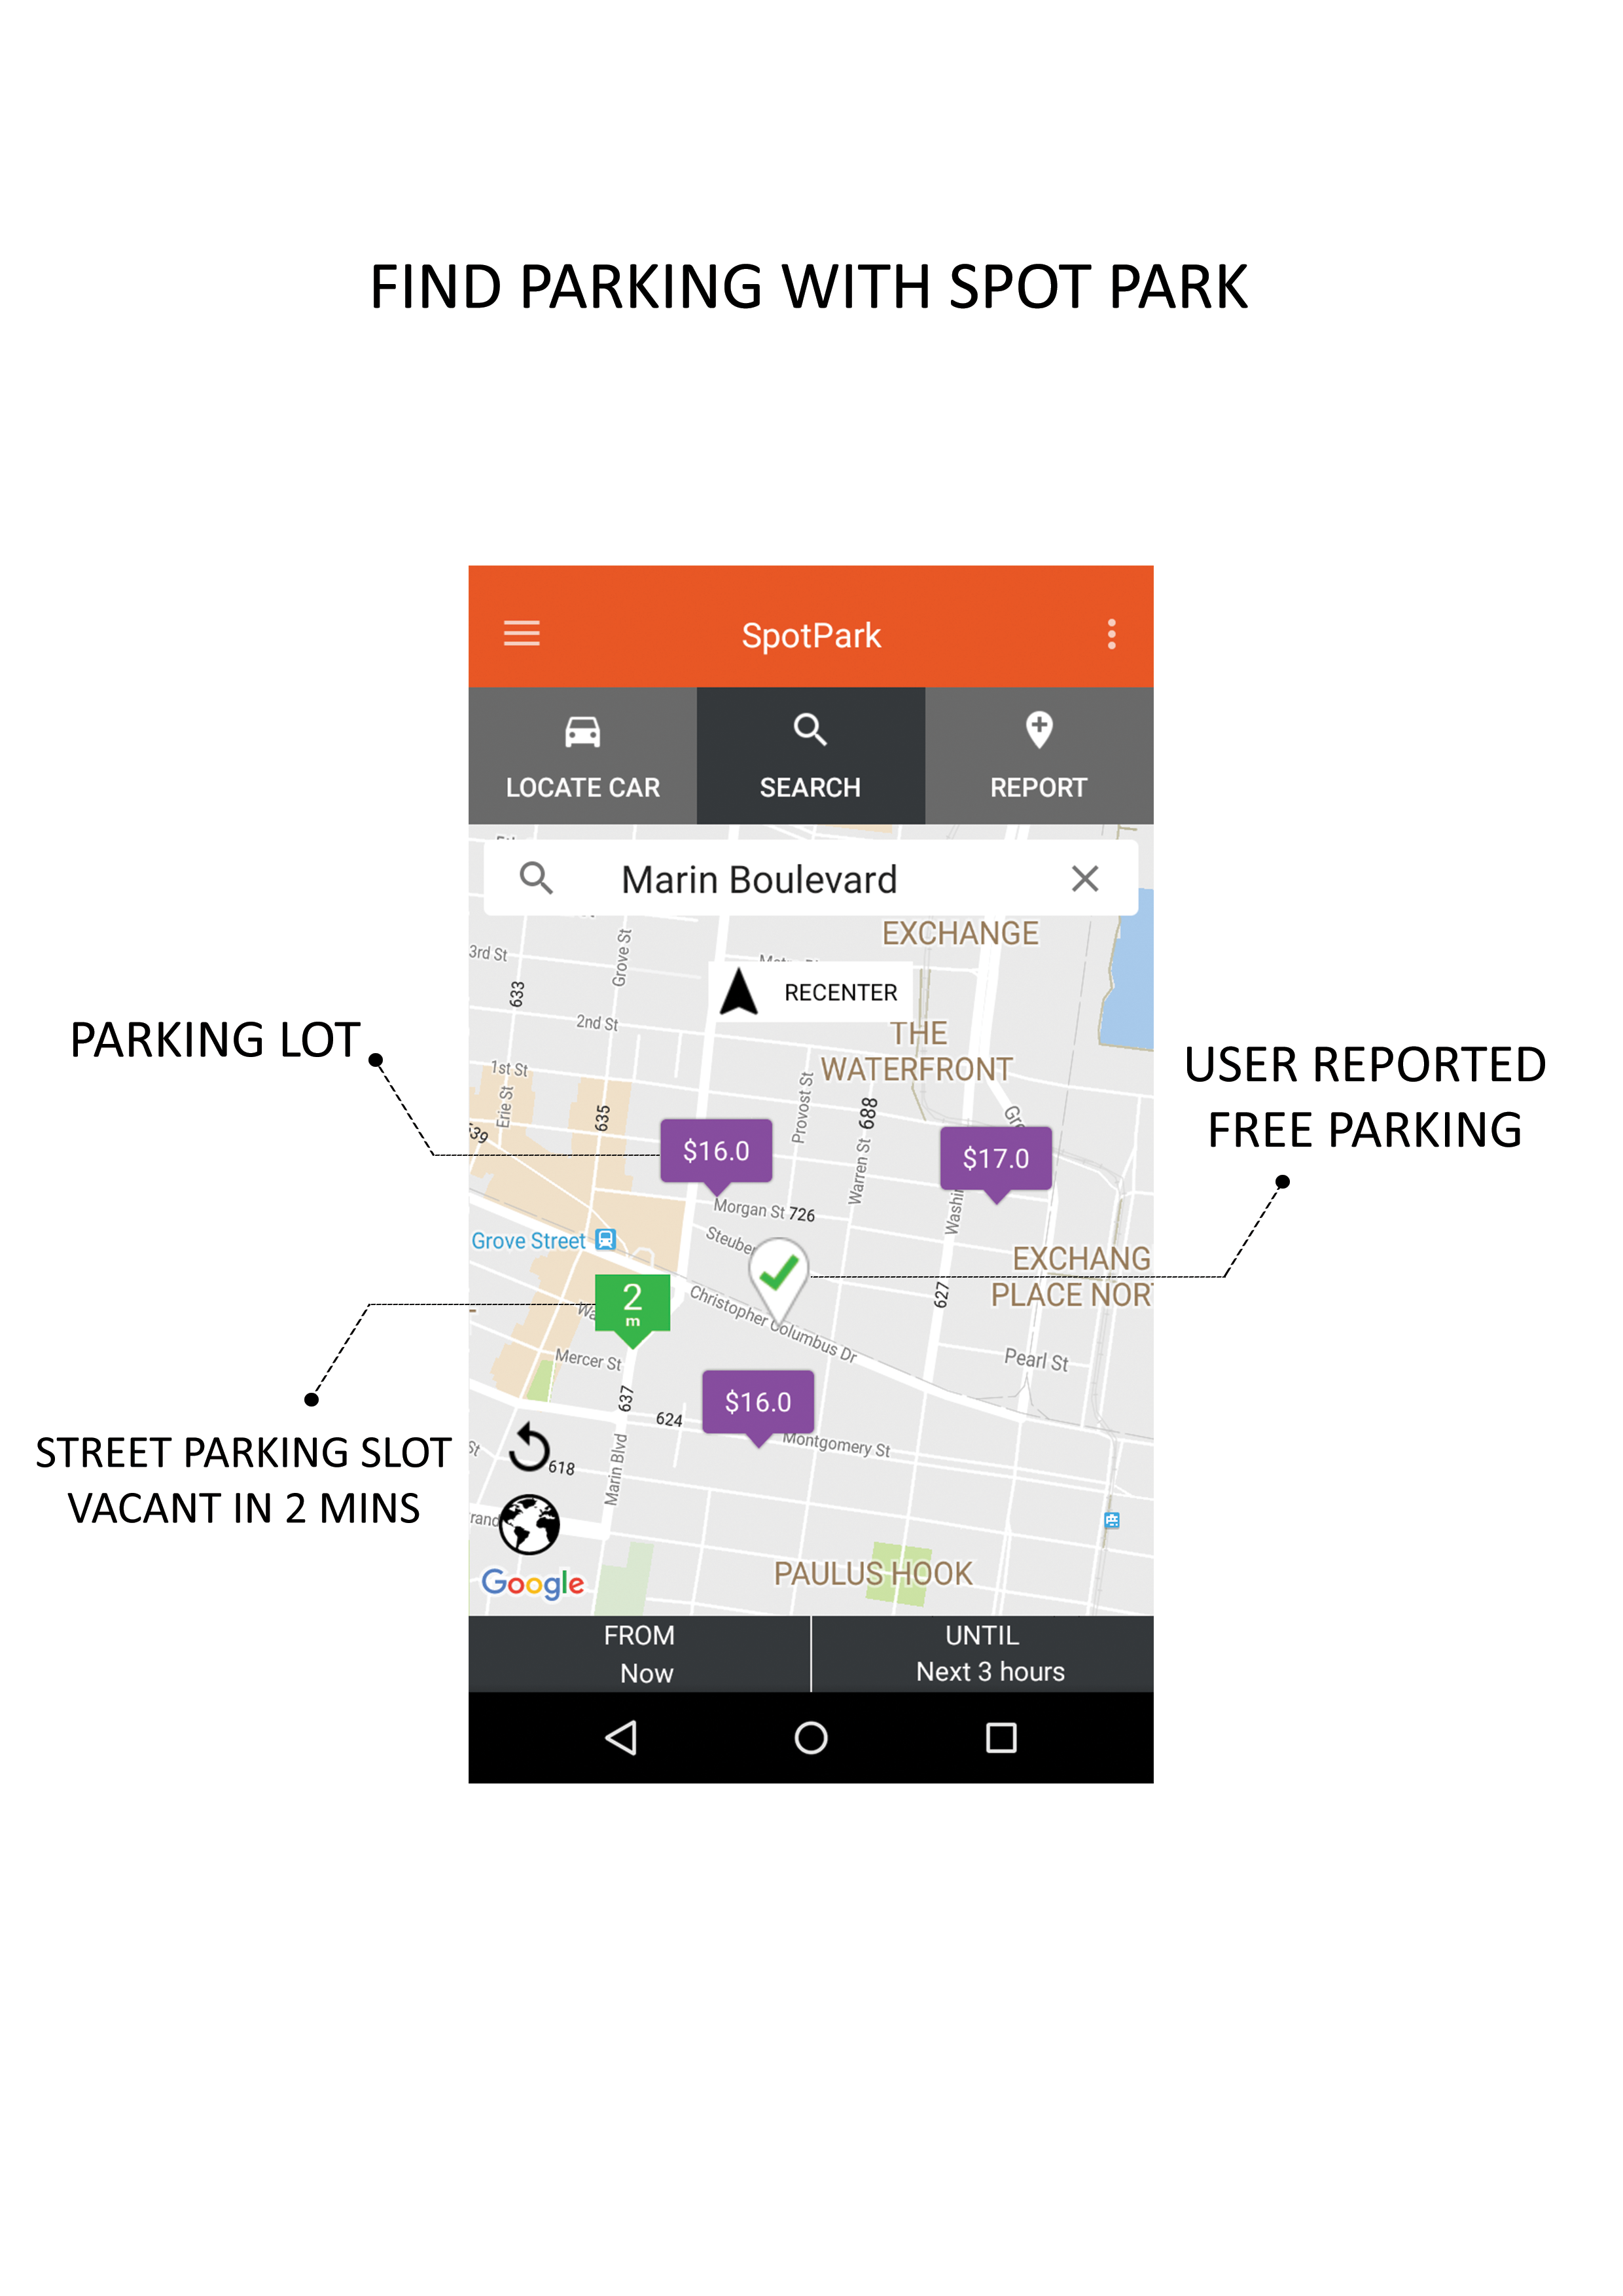 FIND PARKING WITH SPOT PARK
SpotPark
LOCATE CAR
SEARCH
REPORT
Marin Boulevard
EXCHANGE
3rd St
Grove St
633
RECENTER
2nd St
THE
WATERFRONT
PARKING LOT
USER REPORTED
FREE PARKING
1st St
Erie St
635
Provost St
688
Warren St
$16.0
$17.0
Morgan St 726
Grove Street
EXCHANG
PLACE NOR
627
2
m
Christopher Columbus Dr
Mercer St
Pearl St
637
$16.0
624
Montgomery St
Marin Blvd
618
STREET PARKING SLOT
VACANT IN 2 MINS
Google
PAULUS HOOK
FROM
Now
UNTIL
Next 3 hours